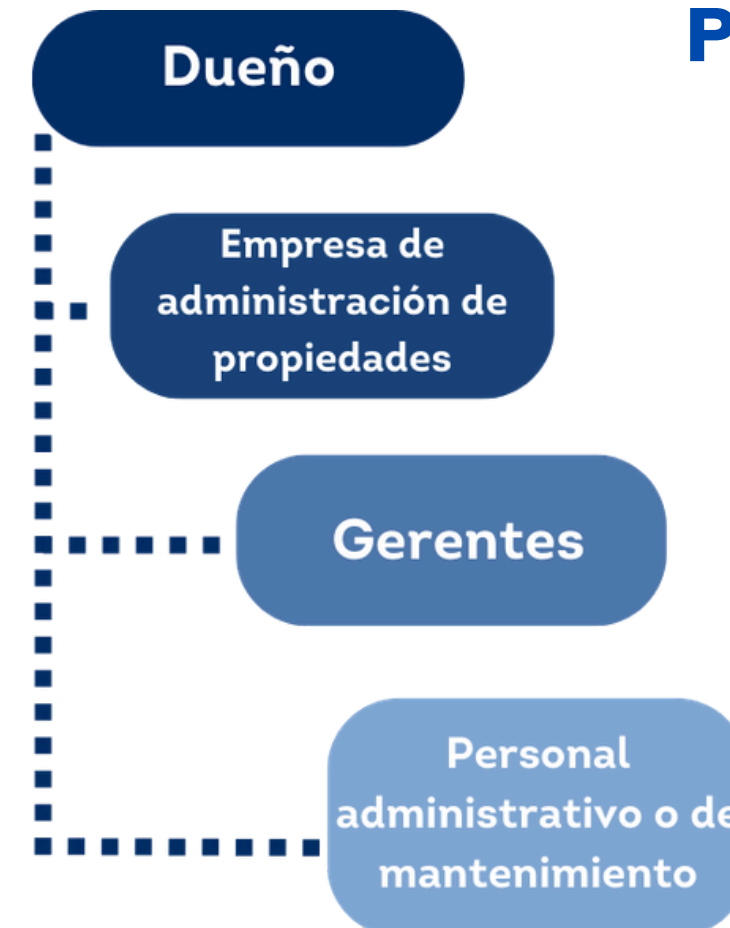 P
Dueño
Empresa de
administración de
propiedades
Gerentes
Personal
administrativo o de
mantenimiento